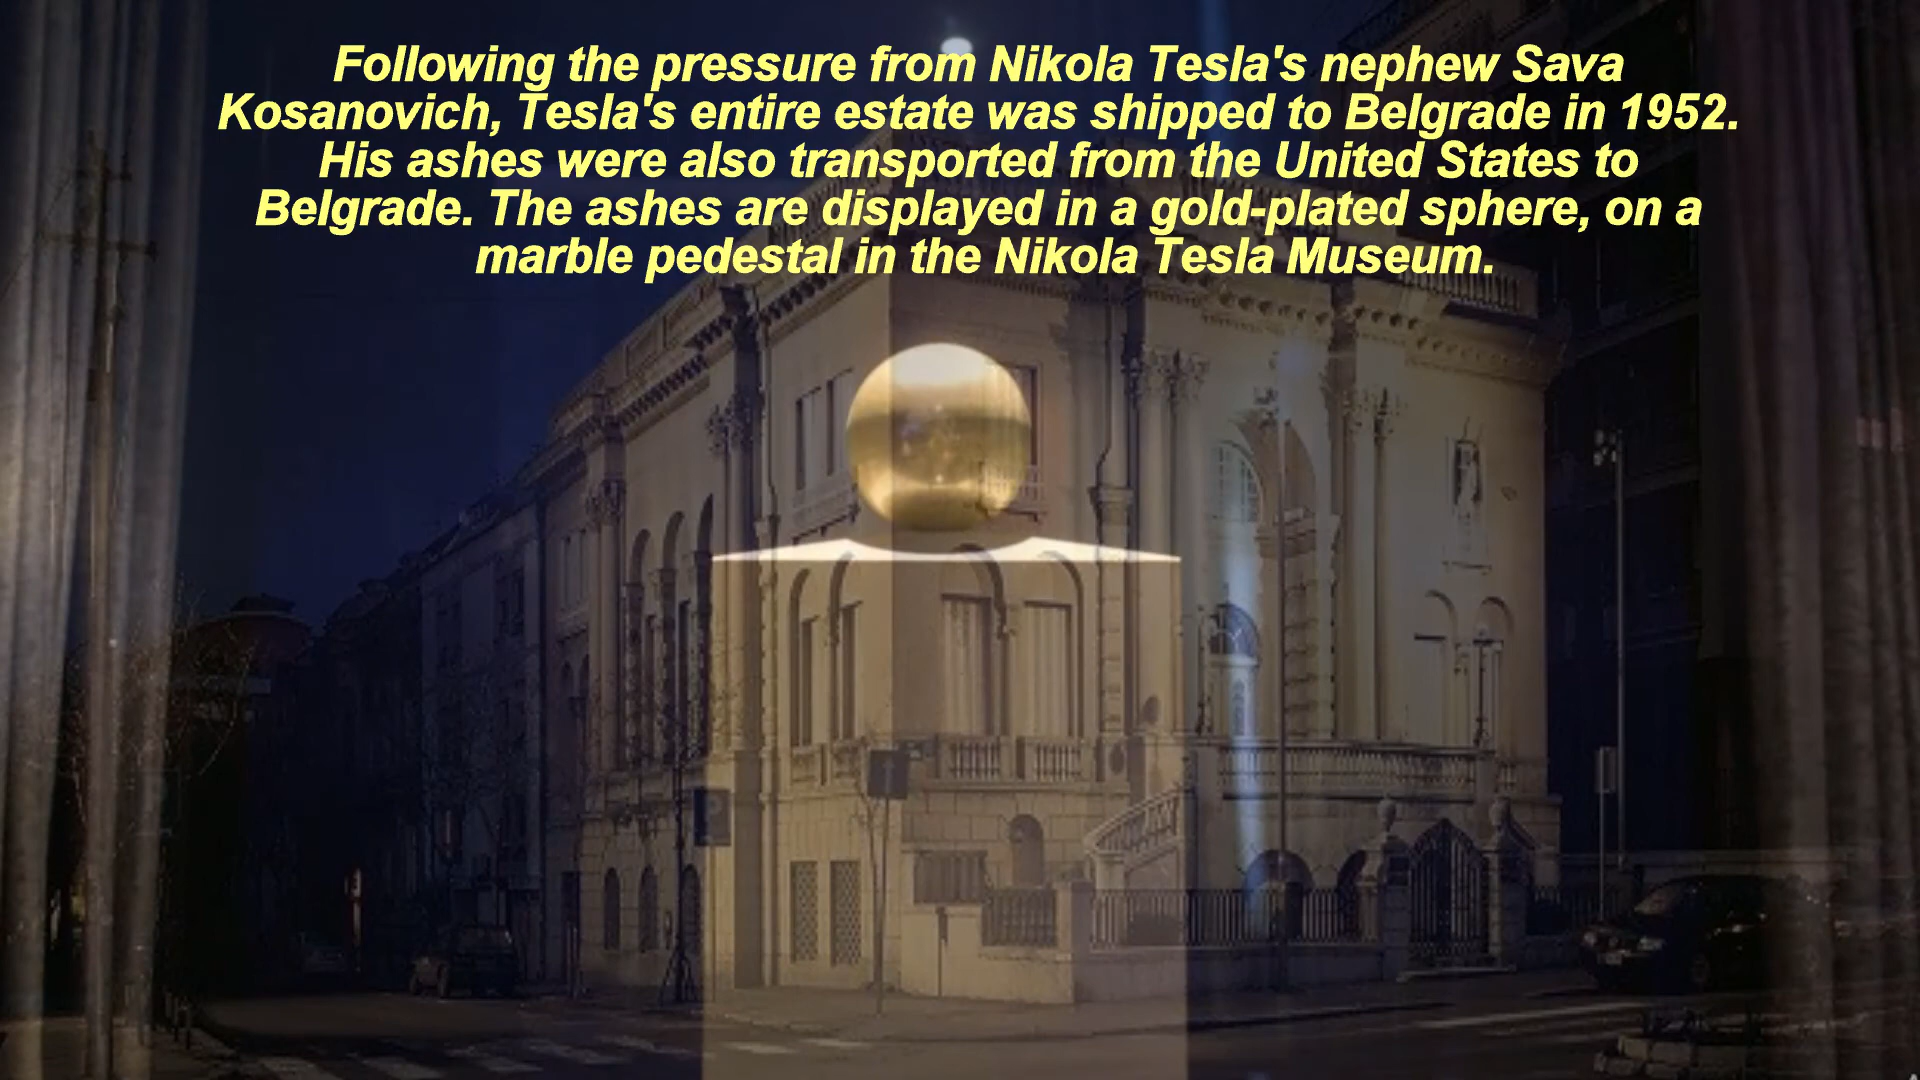 Following the pressure from Nikola Tesla's nephew Sava
Kosanovich, Tesla's entire estate was shipped to Belgrade in 1952.
His ashes were also transported from the United States to
Belgrade. The ashes are displayed in a gold-plated sphere, on a
marble pedestal in the Nikola Tesla Museum.